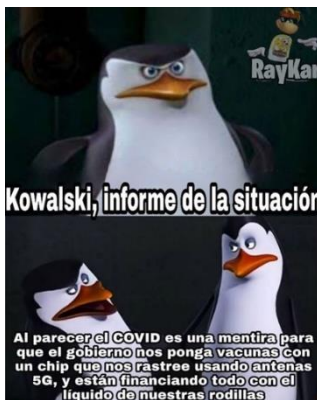 RayKar
Kowalski, informe de la situación
Al parecer el COVID es una mentira para
que el gobierno nos ponga vacunas con
un chip que nos rastree usando antenas
5G, y están financiando todo con el
líquido de nuestras rodillas